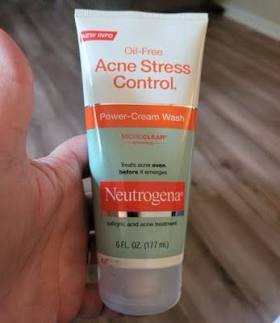 NEW INFO
Oil-Free
Acne Stress
Control.
Power-Cream Wash
MICROCLEAR®
treats acne even
before it emerges
Neutrogena®
salicylic acid acne treatment
6 FL. OZ. (177 mL)